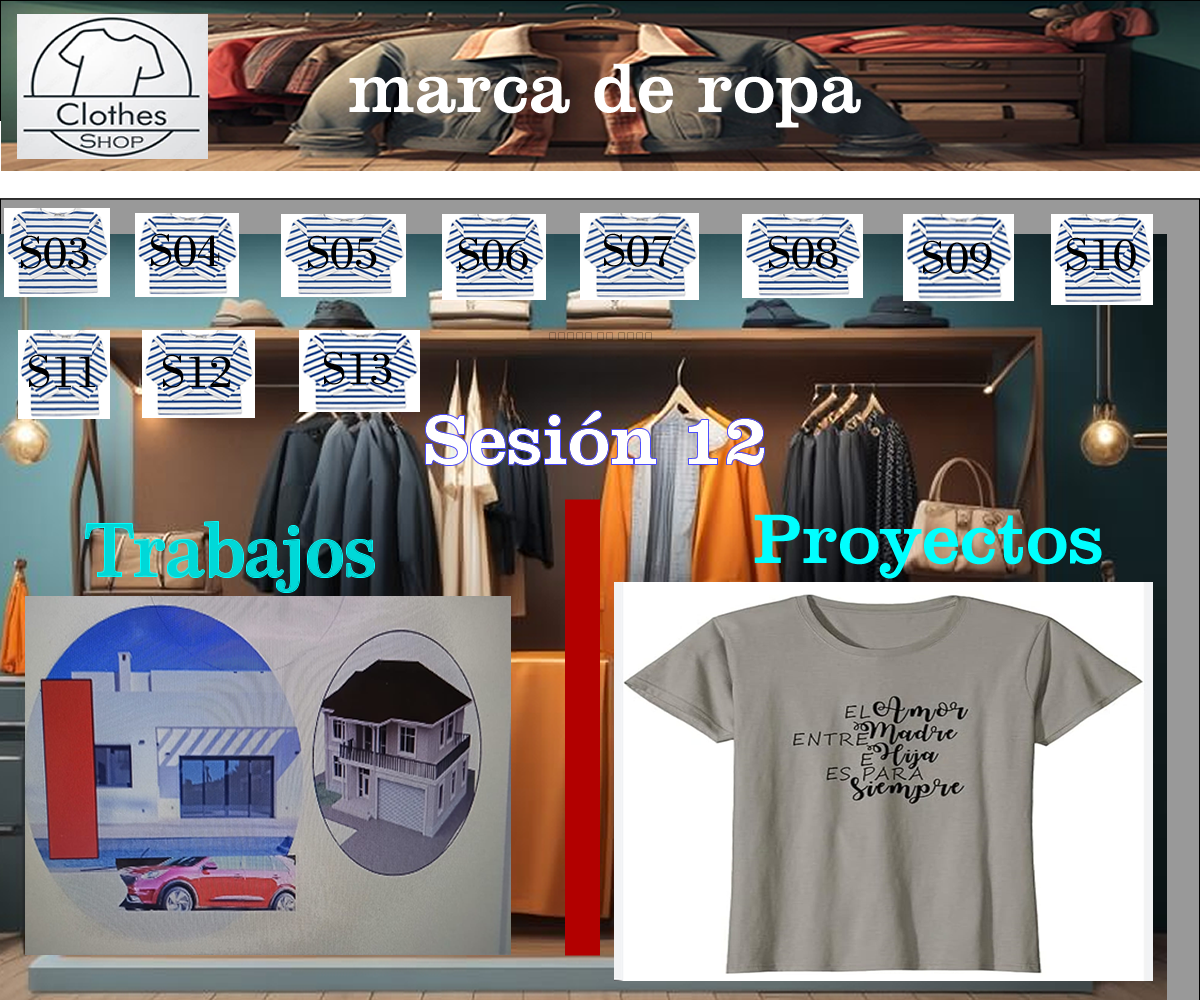 Clothes
SHOP
marca de ropa
S03 S04 S05 S06 S07 S08 S09 S10
S11 S12 S13
Sesión 12
Trabajos
Proyectos
EL Amor
ENTRE Madre
E Hija
ES PARA
Siempre